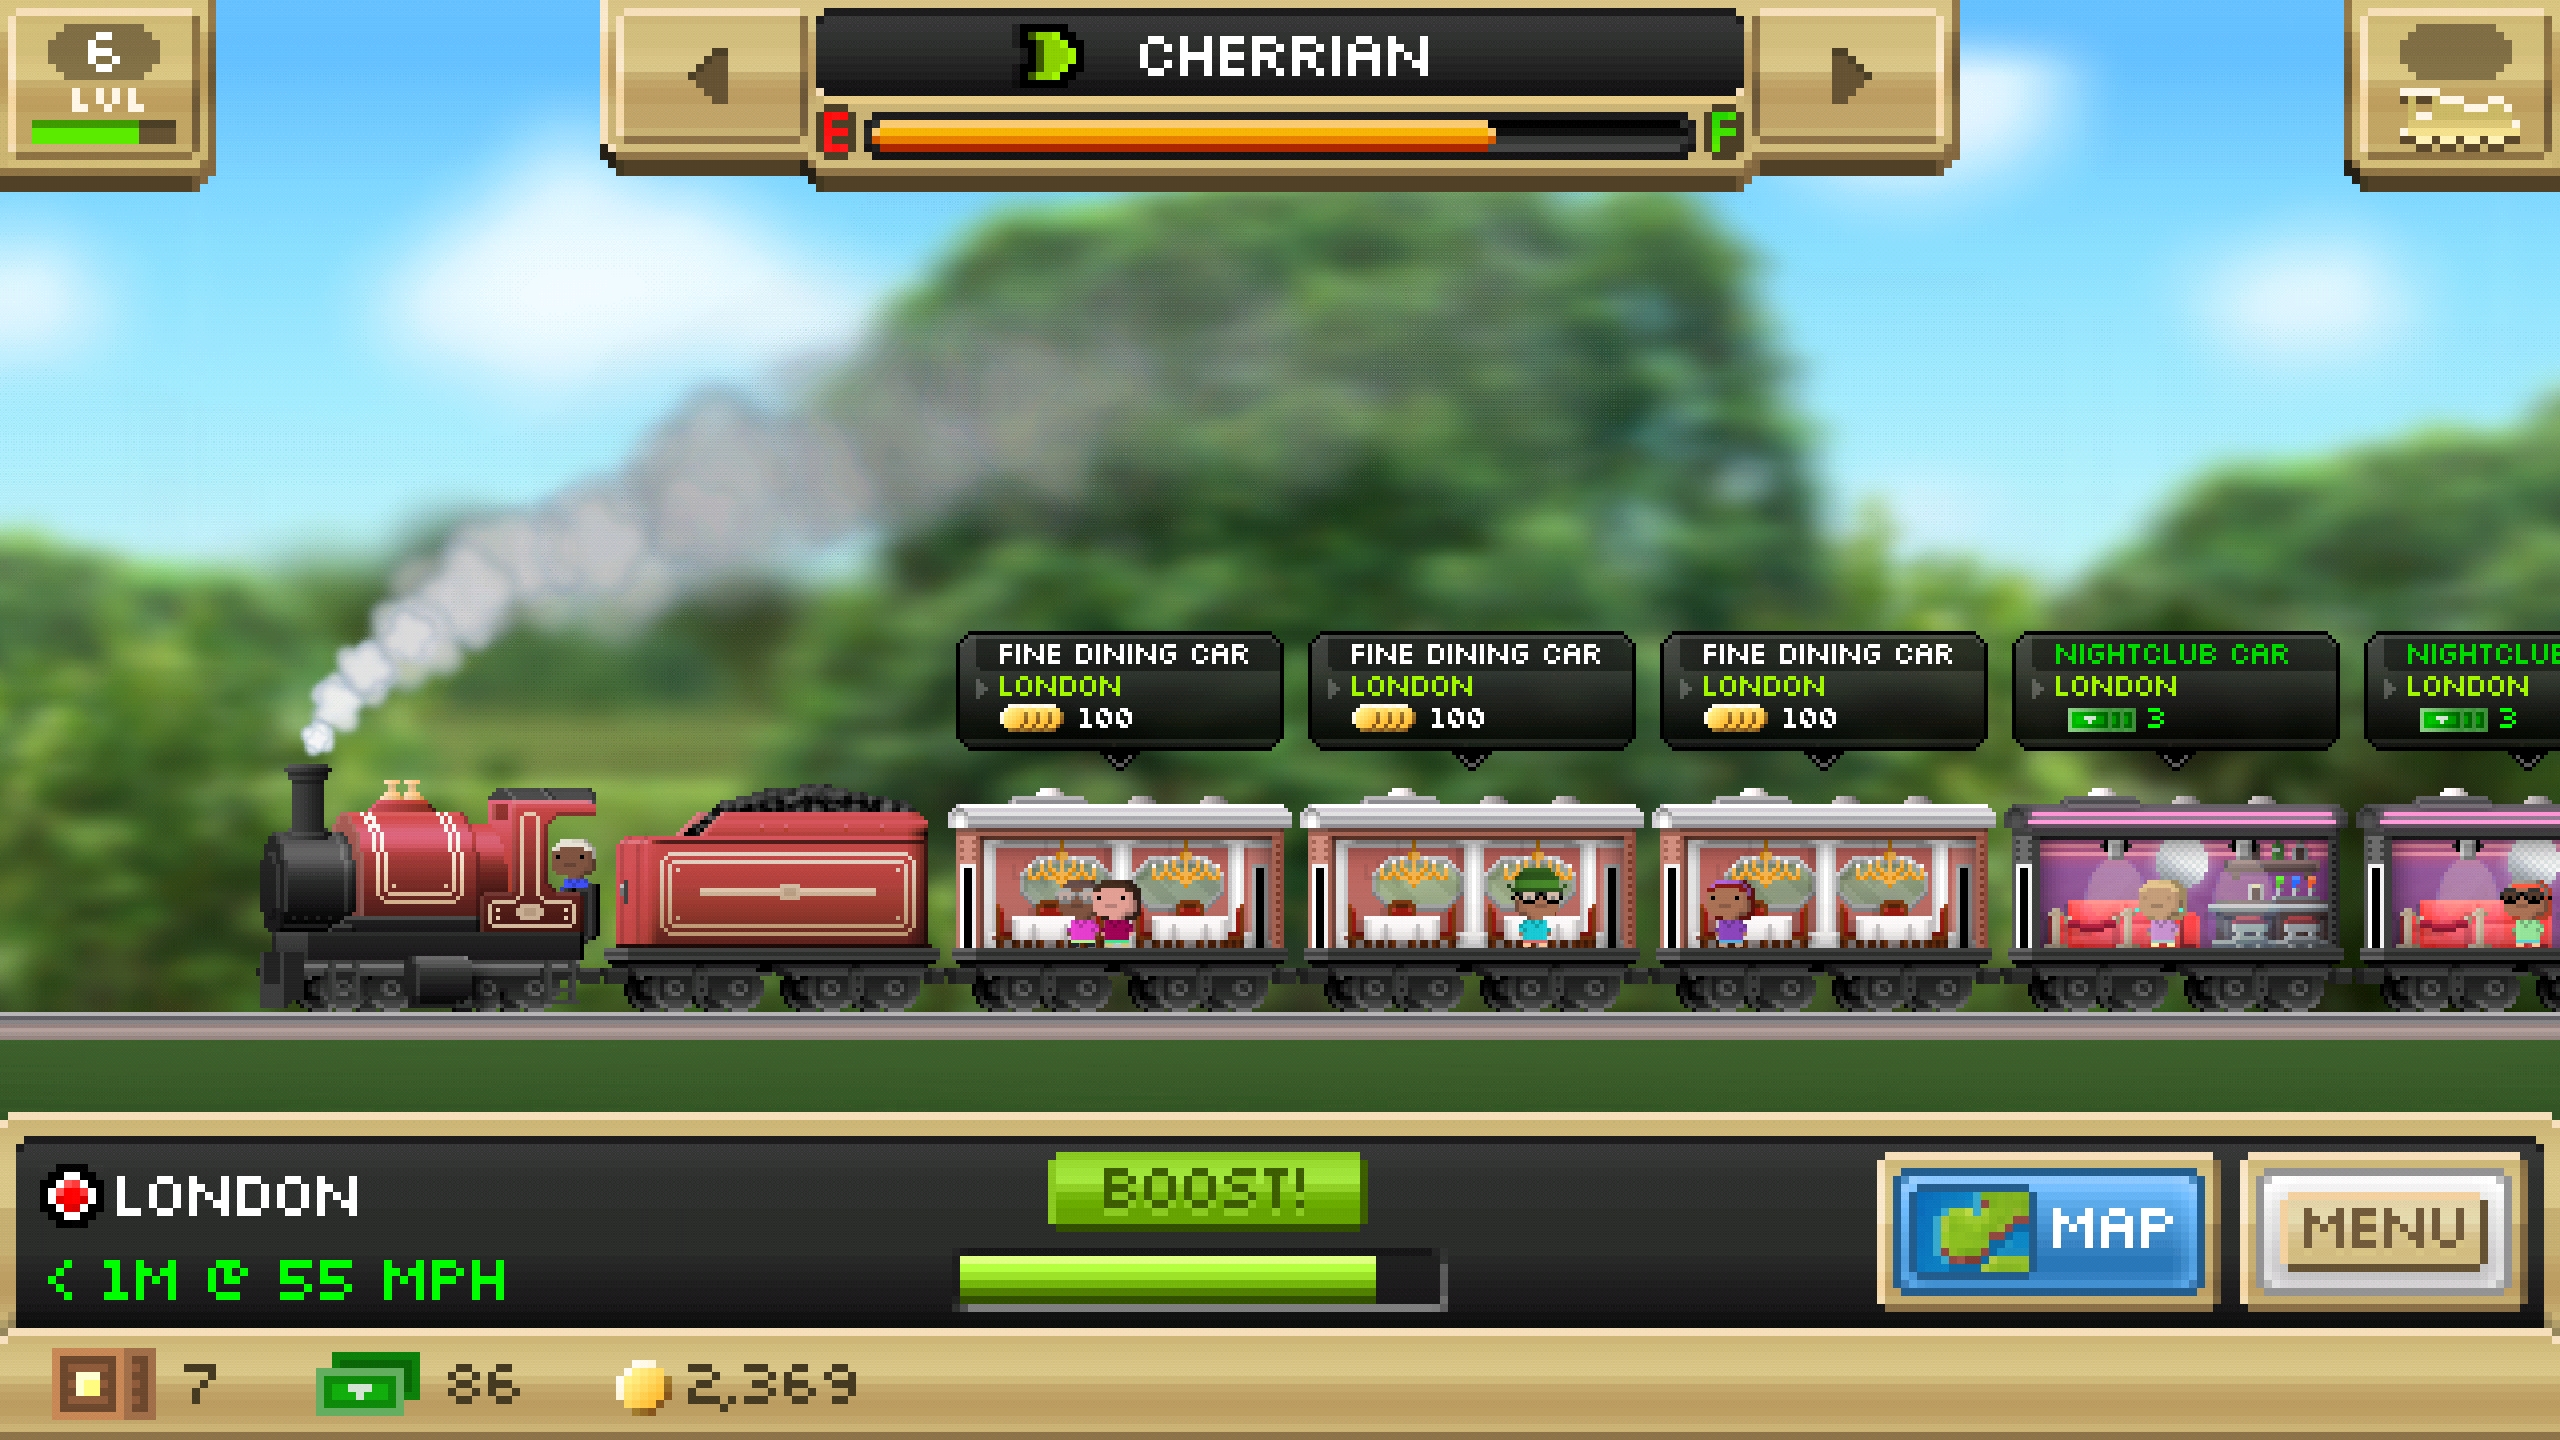 6
LVL
CHERRIAN
E
F
FINE DINING CAR
LONDON
100
FINE DINING CAR
LONDON
100
FINE DINING CAR
LONDON
100
NIGHTCLUB CAR
LONDON
3
NIGHTCLUB
LONDON
3
LONDON
< 1M @ 55 MPH
BOOST!
MAP
MENU
7
86
2,369